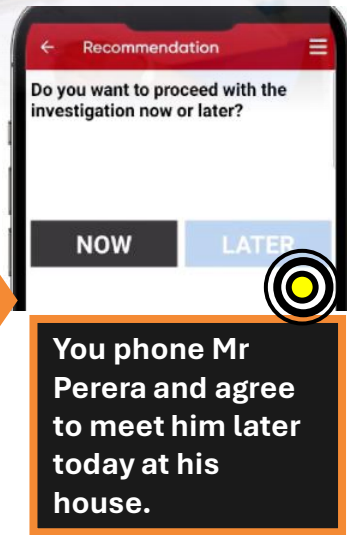 Recommendation
Do you want to proceed with the
investigation now or later?
NOW
LATER
You phone Mr
Perera and agree
to meet him later
today at his
house.